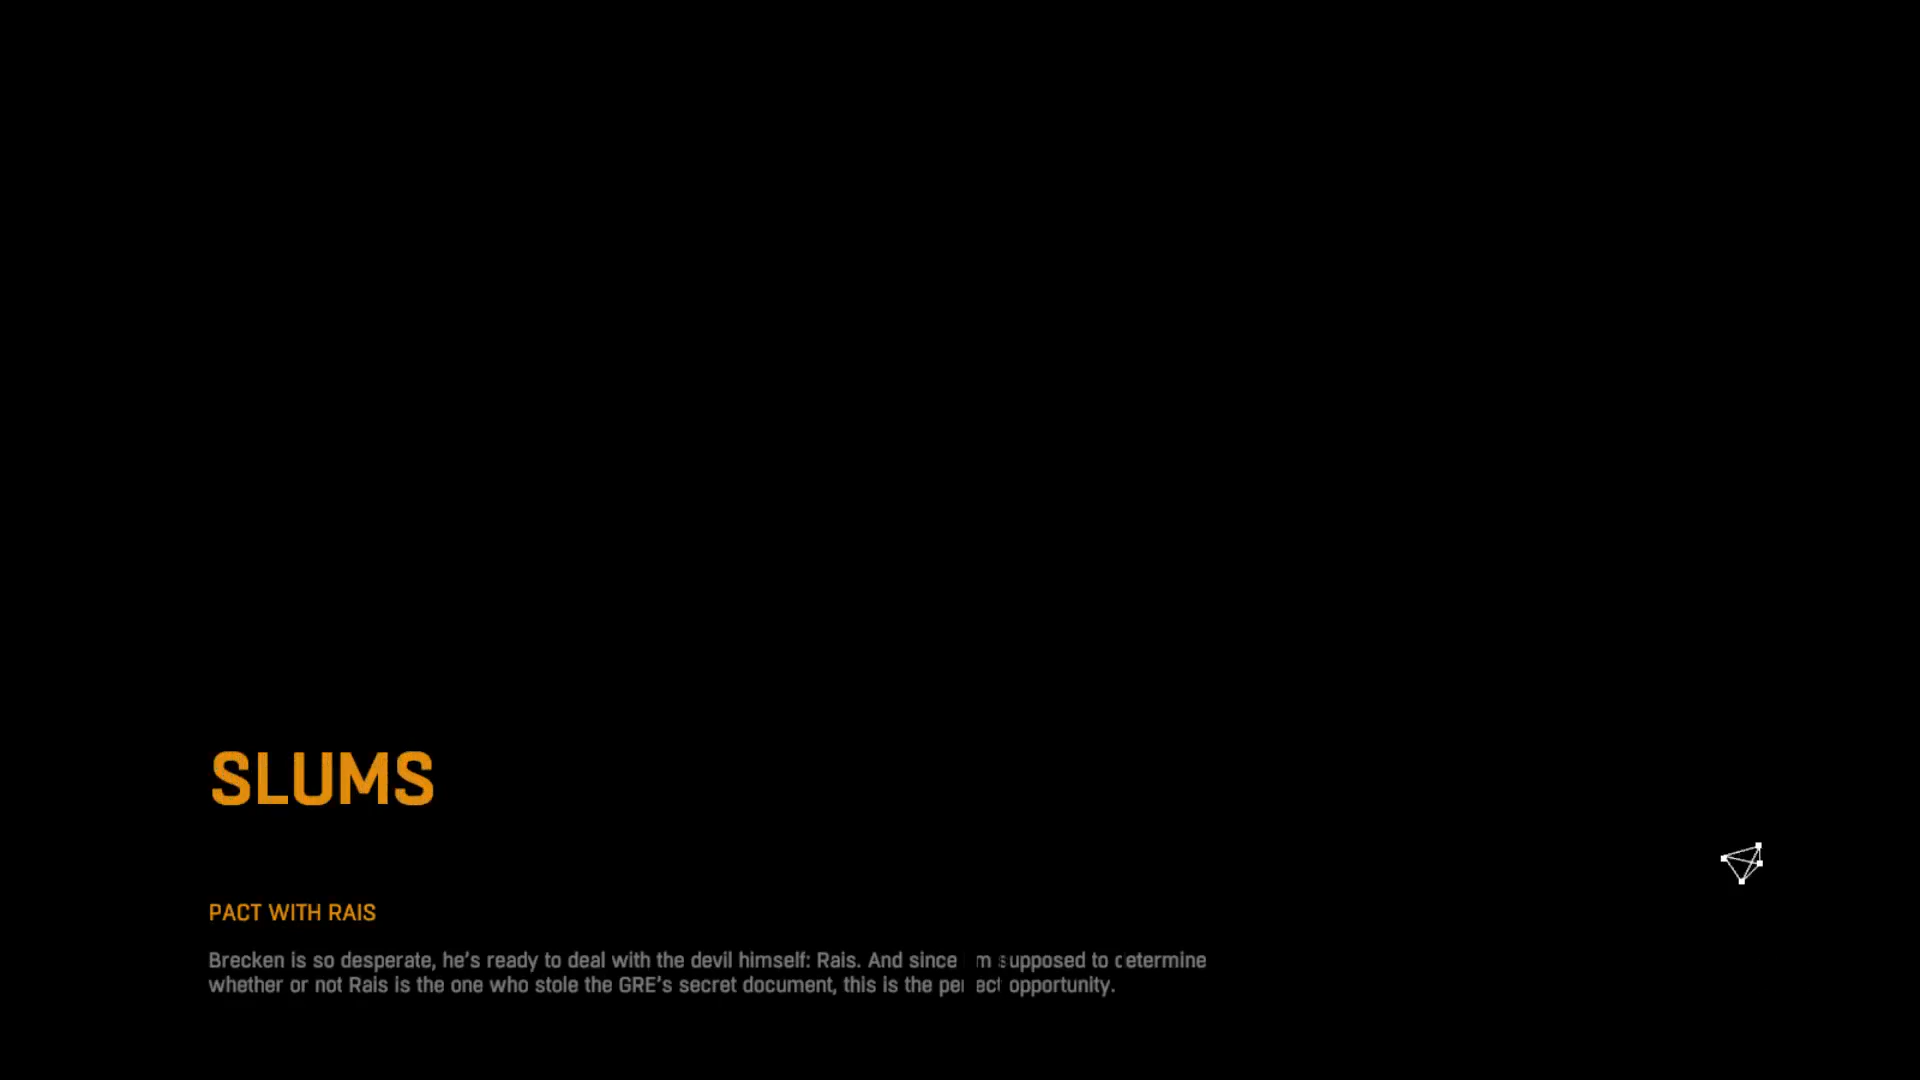 SLUMS
PACT WITH RAIS
Brecken is so desperate, he's ready to deal with the devil himself: Rais. And since I'm supposed to determine
whether or not Rais is the one who stole the GRE's secret document, this is the perfect opportunity.